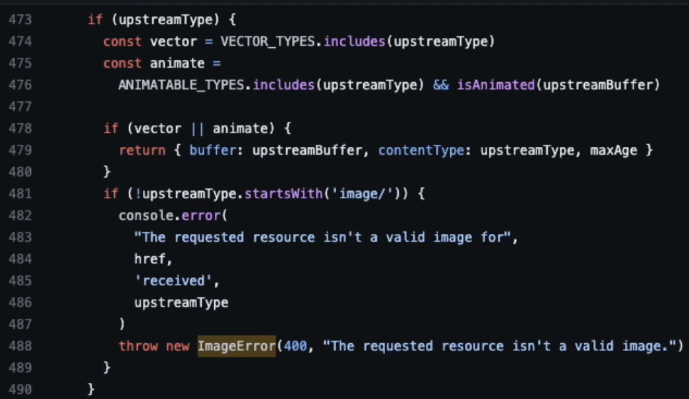 473 if (upstreamType) {
474 const vector = VECTOR_TYPES.includes(upstreamType)
475 const animate =
476 ANIMATABLE_TYPES.includes(upstreamType) && isAnimated(upstreamBuffer)
477
478 if (vector || animate) {
479 return { buffer: upstreamBuffer, contentType: upstreamType, maxAge }
480 }
481 if (!upstreamType.startsWith('image/')) {
482 console.error(
483 "The requested resource isn't a valid image for",
484 href,
485 'received',
486 upstreamType
487 )
488 throw new ImageError(400, "The requested resource isn't a valid image.")
489 }
490 }